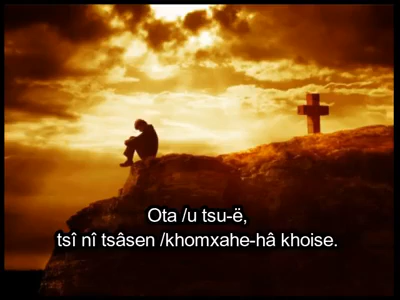 Ota /u tsu-ë,
tsî nî tsâsen /khomxahe-hâ khoise.